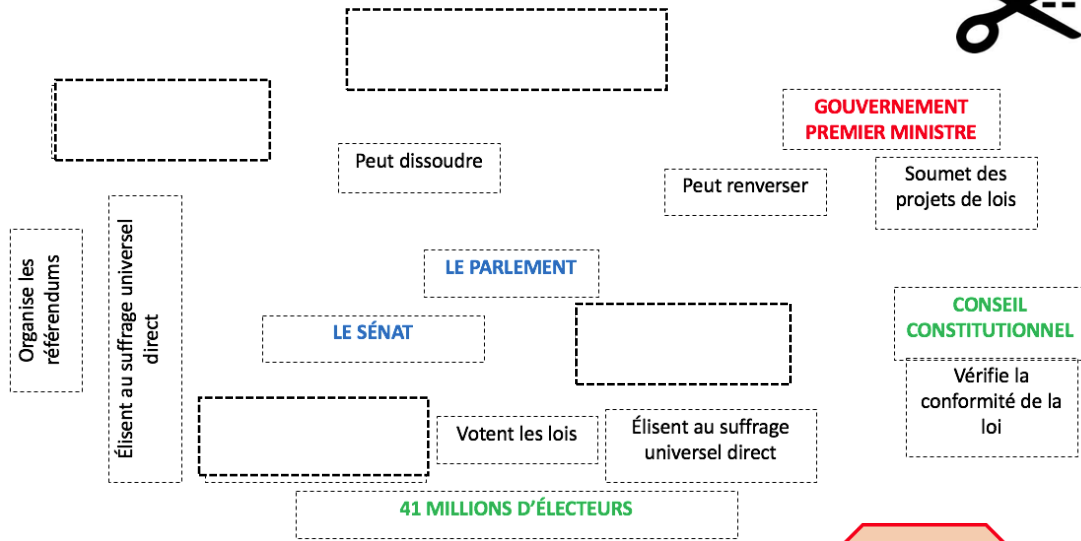 GOUVERNEMENT
PREMIER MINISTRE
Peut dissoudre
Peut renverser
Soumet des
projets de lois
Organise les
référendums
Élisent au suffrage universel
direct
LE PARLEMENT
LE SÉNAT
CONSEIL
CONSTITUTIONNEL
Vérifie la
conformité de la
loi
Votent les lois
Élisent au suffrage
universel direct
41 MILLIONS D’ÉLECTEURS